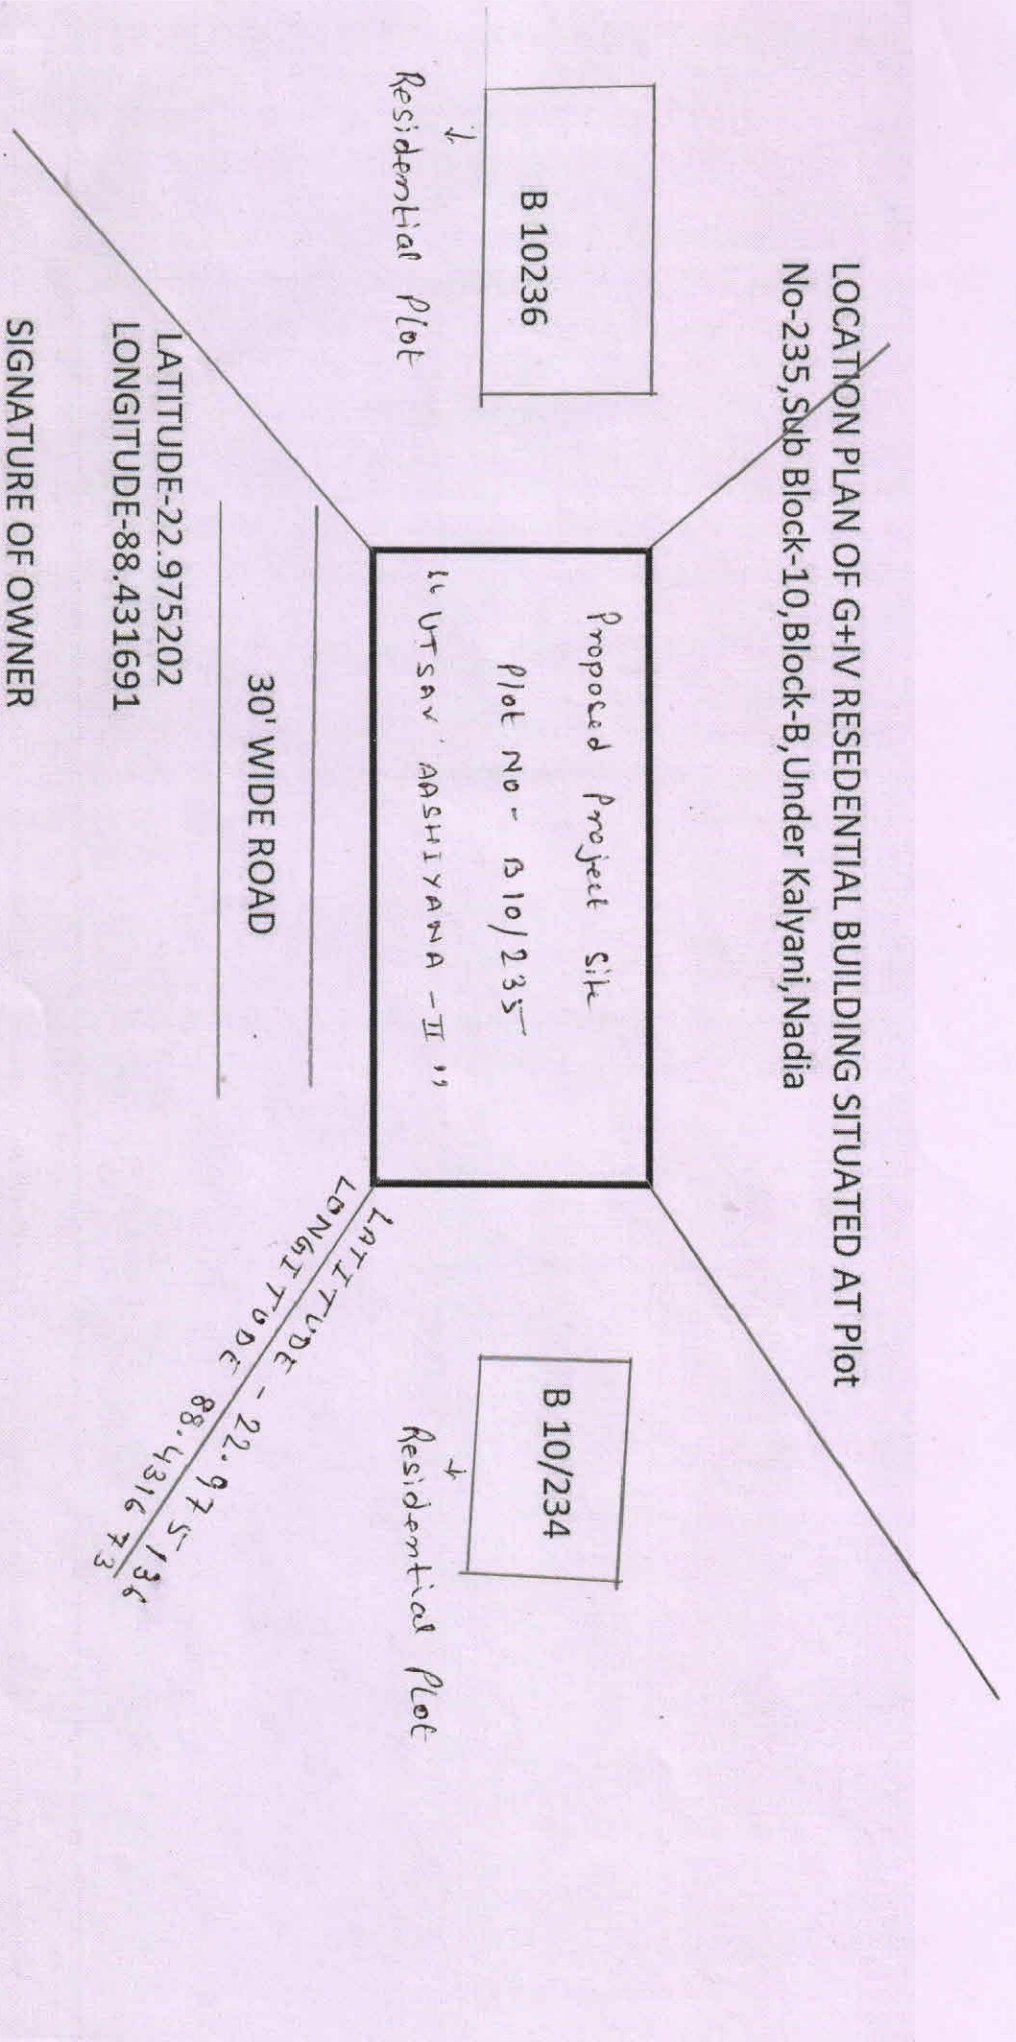 LOCATION PLAN OF G+IV RESEDENTIAL BUILDING SITUATED AT Plot
No-235,Sub Block-10,Block-B,Under Kalyani,Nadia
B 10236
Residential Plot
Proposed Project Site
Plot No- B10/235
"UTSAV AASHIYANA -II"
B 10/234
Residential Plot
30' WIDE ROAD
LATITUDE - 22.975136
LONGITUDE 88.431673
LATITUDE-22.975202
LONGITUDE-88.431691
SIGNATURE OF OWNER